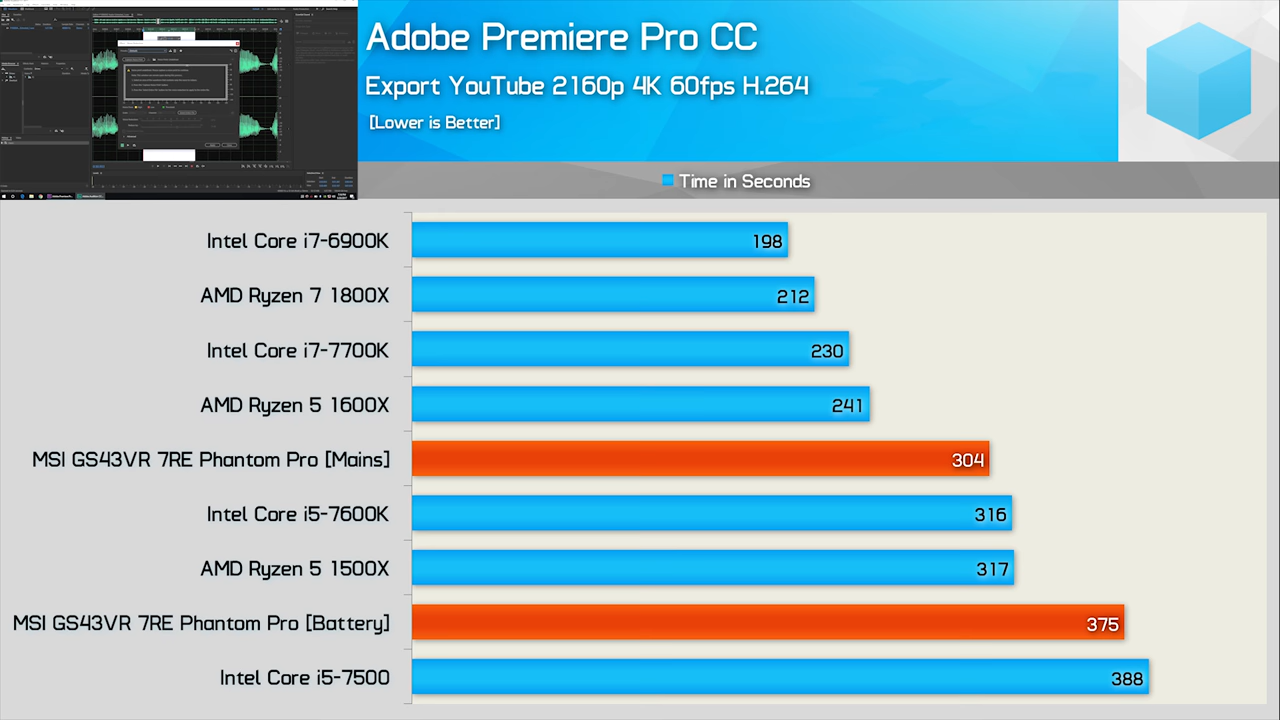 Adobe Premiere Pro CC
Export YouTube 2160p 4K 60fps H.264
[Lower is Better]
Time in Seconds
Intel Core i7-6900K 198
AMD Ryzen 7 1800X 212
Intel Core i7-7700K 230
AMD Ryzen 5 1600X 241
MSI GS43VR 7RE Phantom Pro [Mains] 304
Intel Core i5-7600K 316
AMD Ryzen 5 1500X 317
MSI GS43VR 7RE Phantom Pro [Battery] 375
Intel Core i5-7500 388